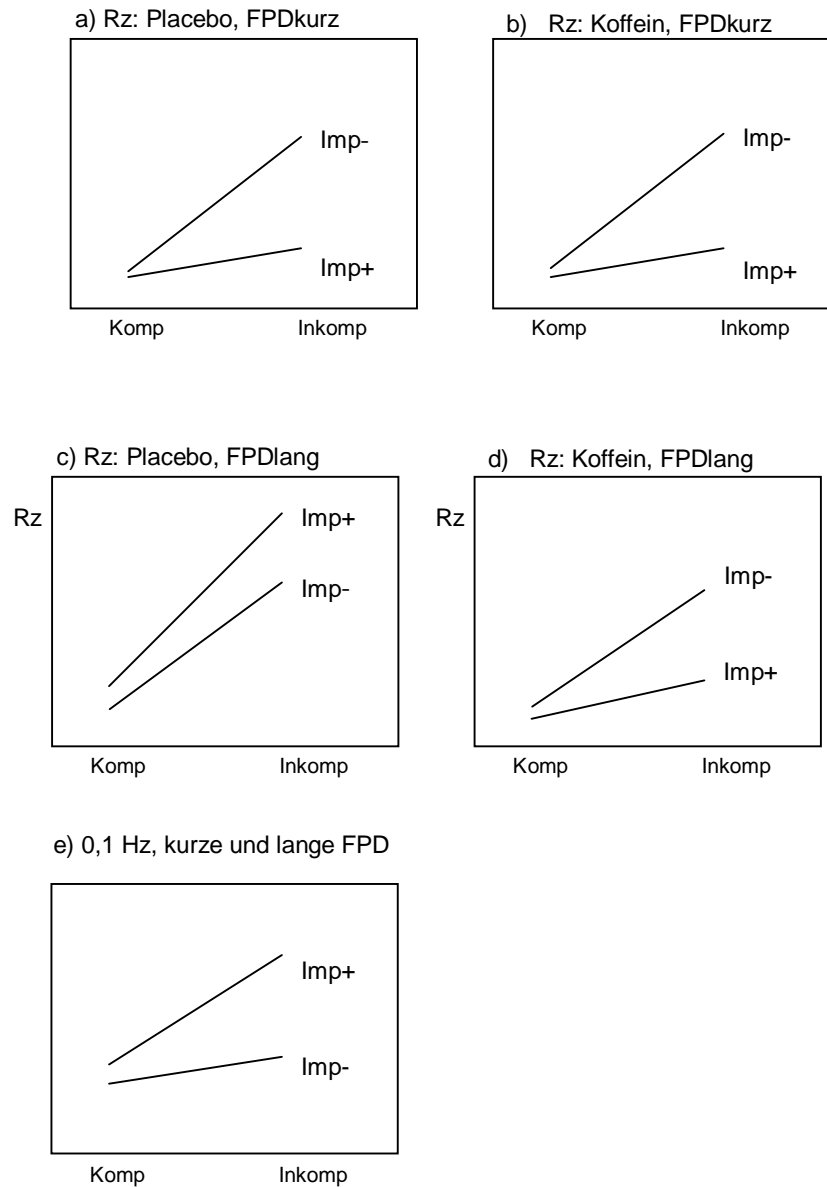 a) Rz: Placebo, FPDkurz
Imp-
Imp+
Komp Inkomp
b) Rz: Koffein, FPDkurz
Imp-
Imp+
Komp Inkomp
c) Rz: Placebo, FPDlang
Rz
Imp+
Imp-
Komp Inkomp
d) Rz: Koffein, FPDlang
Rz
Imp-
Imp+
Komp Inkomp
e) 0,1 Hz, kurze und lange FPD
Imp+
Imp-
Komp Inkomp